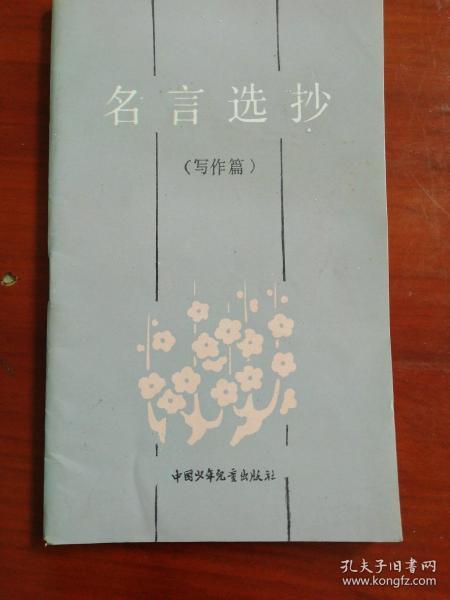 名言选抄
（写作篇）
中国少年儿童出版社
孔夫子旧书网
www.kongfz.com